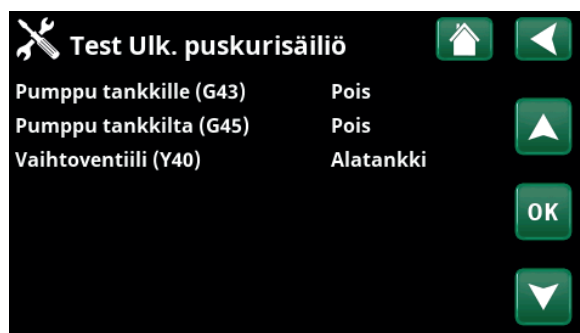 Test Ulk. puskurisäiliö
Pumppu tankkille (G43) Pois
Pumppu tankkilta (G45) Pois
Vaihtoventiili (Y40) Alatankki
OK